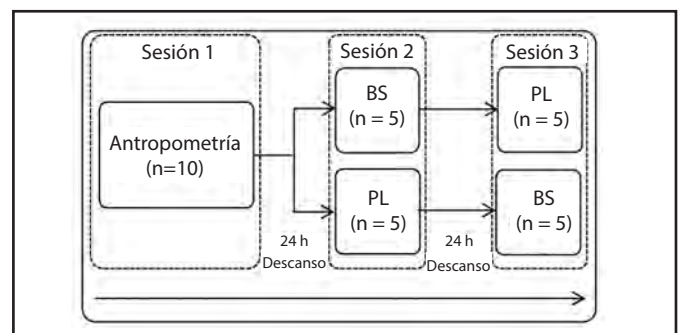 Sesión 1
Sesión 2
Sesión 3
Antropometría
(n=10)
BS
(n = 5)
PL
(n = 5)
PL
(n = 5)
BS
(n = 5)
24 h
Descanso
24 h
Descanso